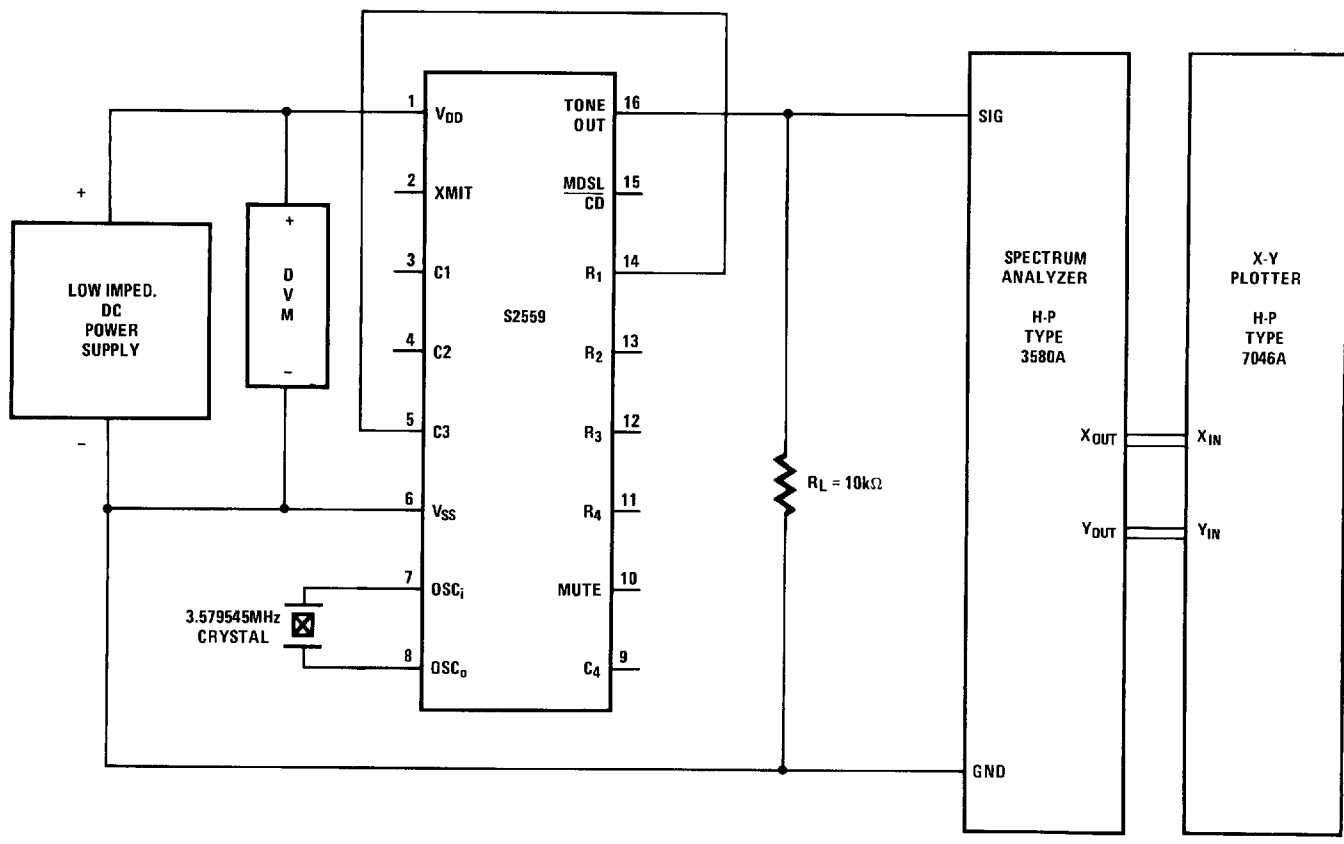 +
LOW IMPED.
DC
POWER
SUPPLY
−
+
D
V
M
−
1
VDD
2
XMIT
3
C1
4
C2
5
C3
6
VSS
7
OSCi
8
OSCo
3.579545MHz
CRYSTAL
S2559
TONE
OUT
16
MDSL
CD
15
R1
14
R2
13
R3
12
R4
11
MUTE
10
C4
9
RL = 10kΩ
SIG
SPECTRUM
ANALYZER
H-P
TYPE
3580A
XOUT
YOUT
GND
X-Y
PLOTTER
H-P
TYPE
7046A
XIN
YIN